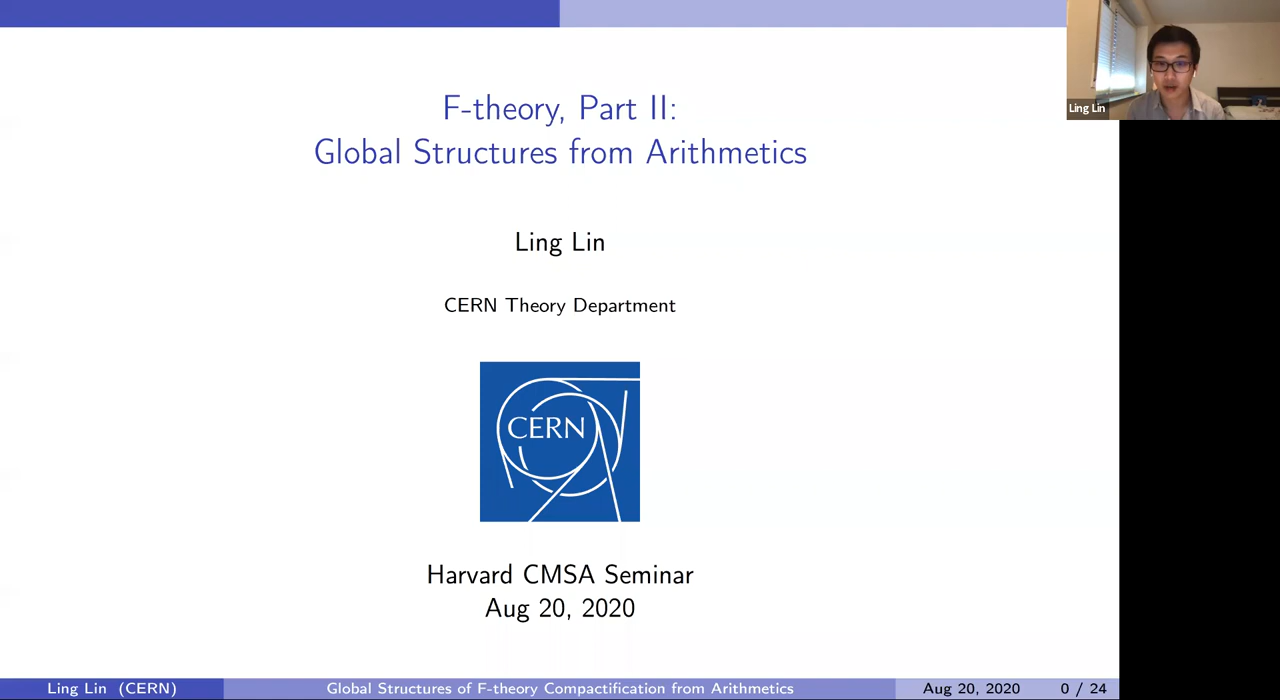 F-theory, Part II:
Global Structures from Arithmetics
Ling Lin
CERN Theory Department
CERN
Harvard CMSA Seminar
Aug 20, 2020
Ling Lin (CERN)
Global Structures of F-theory Compactification from Arithmetics
Aug 20, 2020
0 / 24
Ling Lin